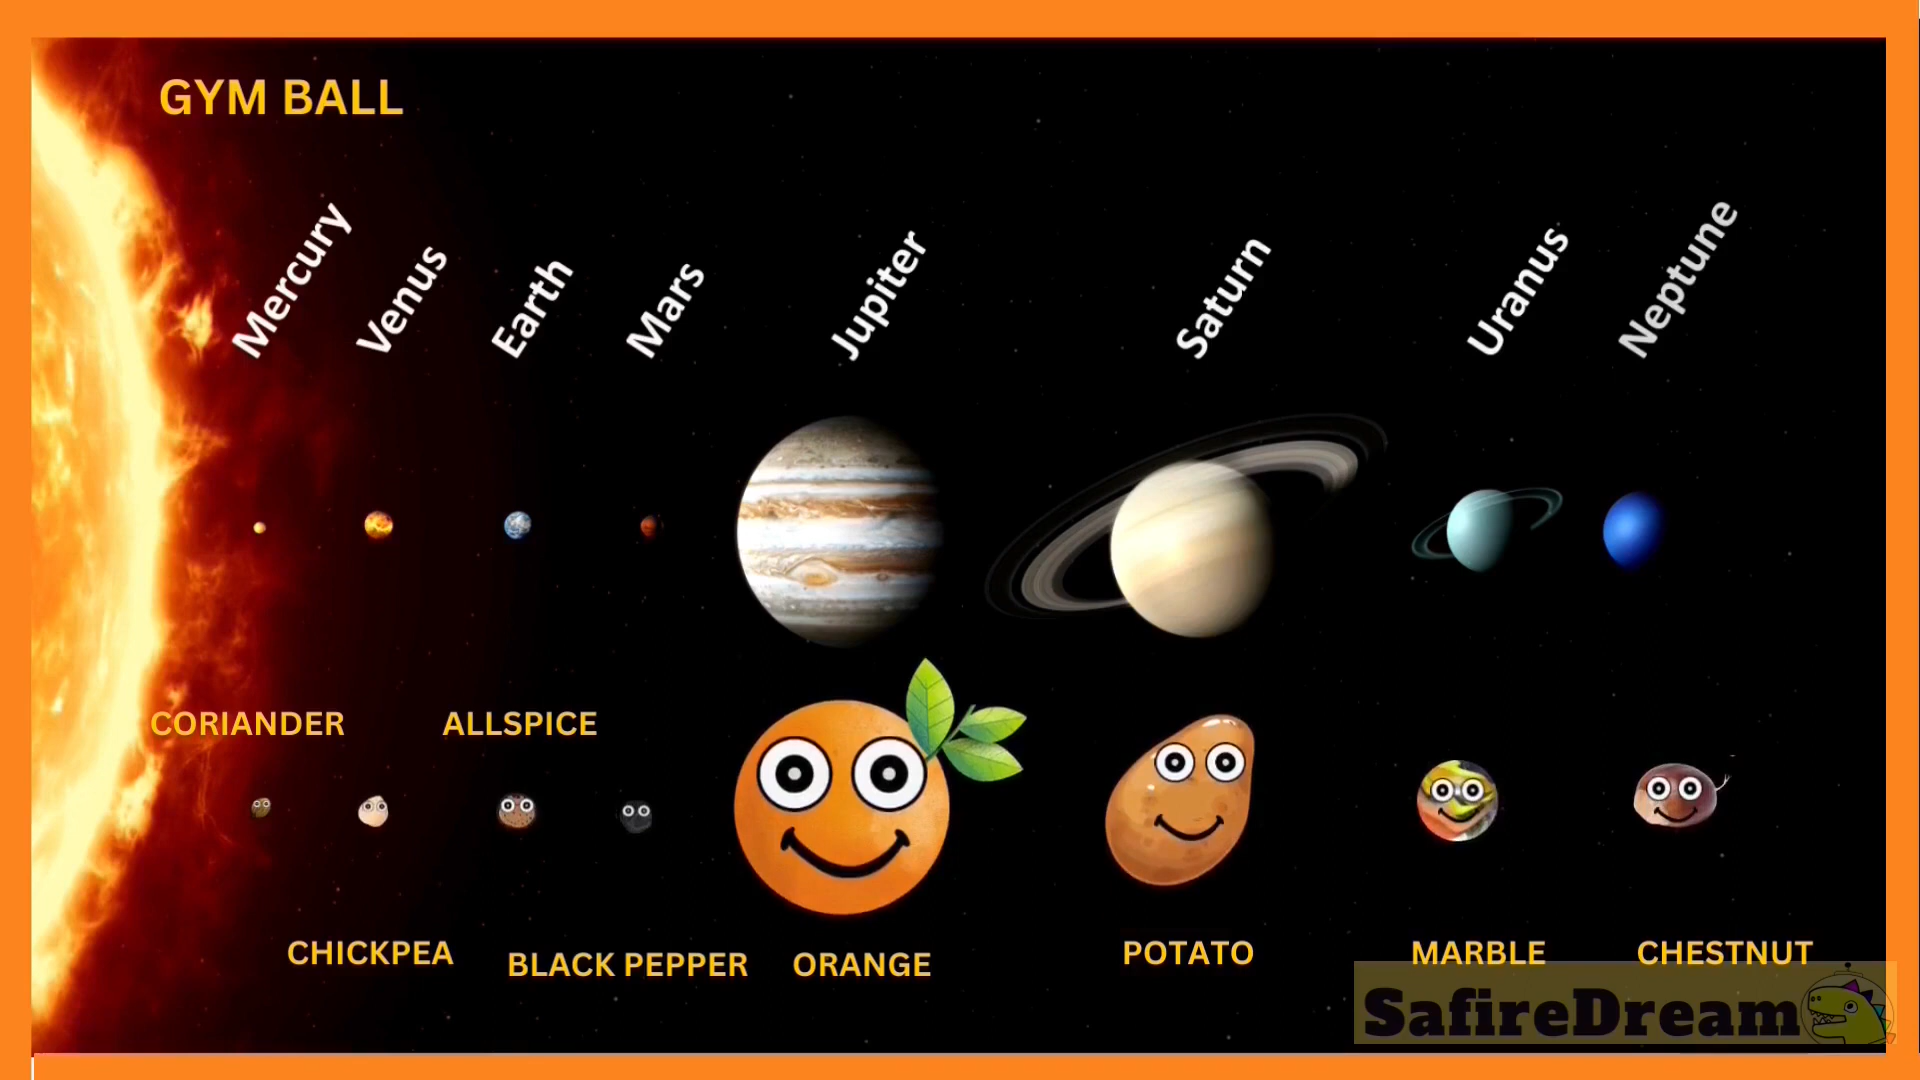 GYM BALL
Mercury
Venus
Earth
Mars
Jupiter
Saturn
Uranus
Neptune
CORIANDER
ALLSPICE
CHICKPEA
BLACK PEPPER
ORANGE
POTATO
MARBLE
CHESTNUT
SafireDream